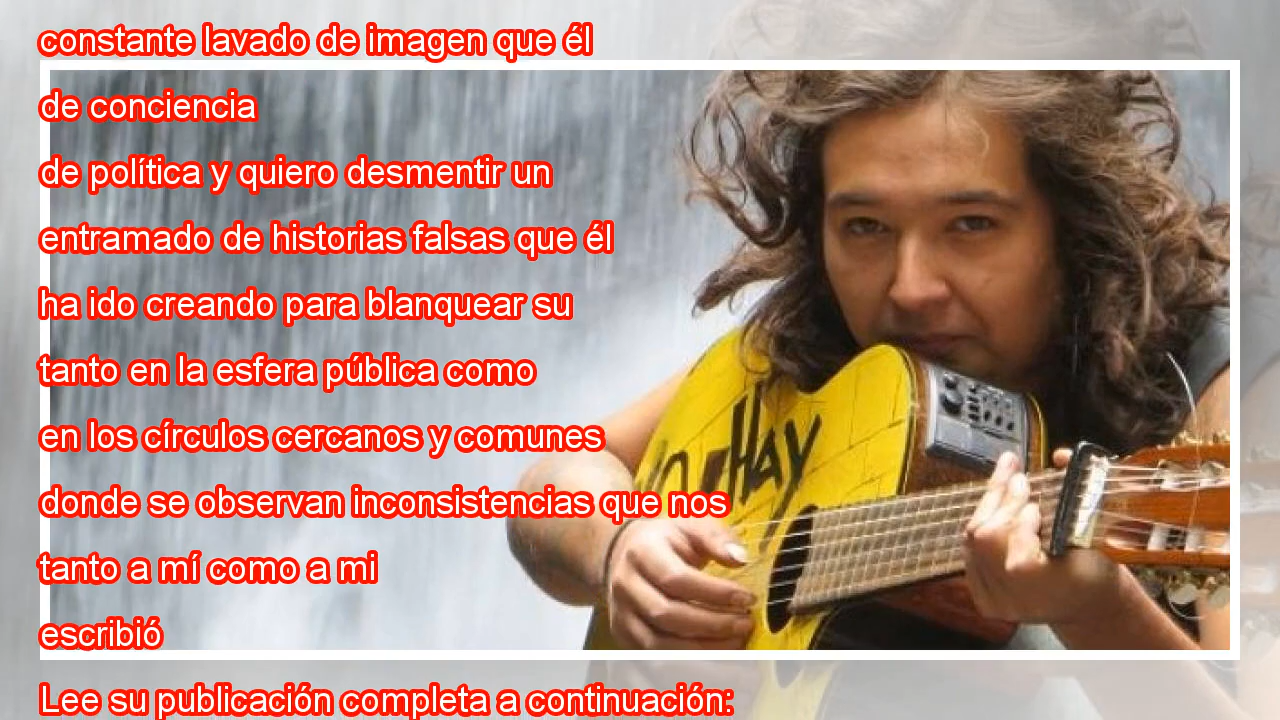 constante lavado de imagen que él
de conciencia
de política y quiero desmentir un
entramado de historias falsas que él
ha ido creando para blanquear su
tanto en la esfera pública como
en los círculos cercanos y comunes
donde se observan inconsistencias que nos
tanto a mí como a mi
escribió
Lee su publicación completa a continuación:
Hay